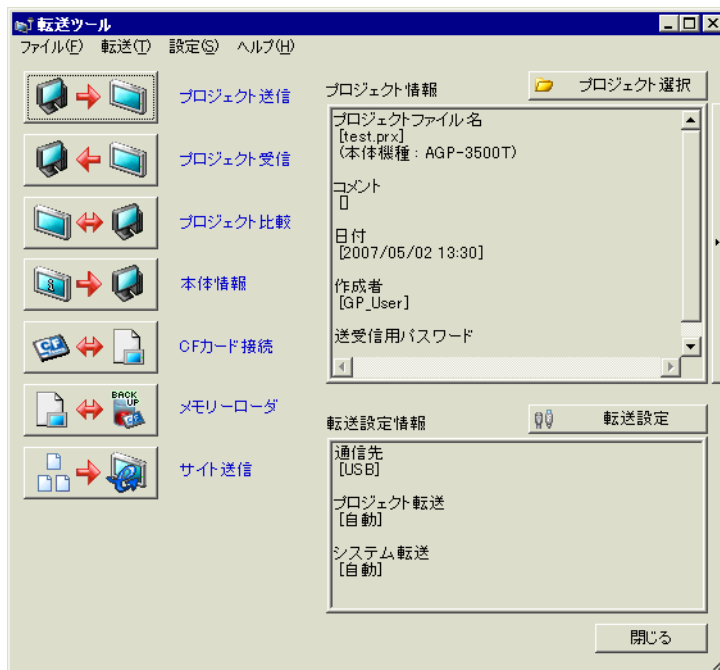 転送ツール
ファイル(F) 転送(T) 設定(S) ヘルプ(H)
プロジェクト送信
プロジェクト受信
プロジェクト比較
本体情報
CFカード接続
BACK UP
メモリーローダ
サイト送信
プロジェクト情報
プロジェクト選択
プロジェクトファイル名
[test.prx]
(本体機種:AGP-3500T)
コメント
[]
日付
[2007/05/02 13:30]
作成者
[GP_User]
送受信用パスワード
転送設定情報
転送設定
通信先
[USB]
プロジェクト転送
[自動]
システム転送
[自動]
閉じる